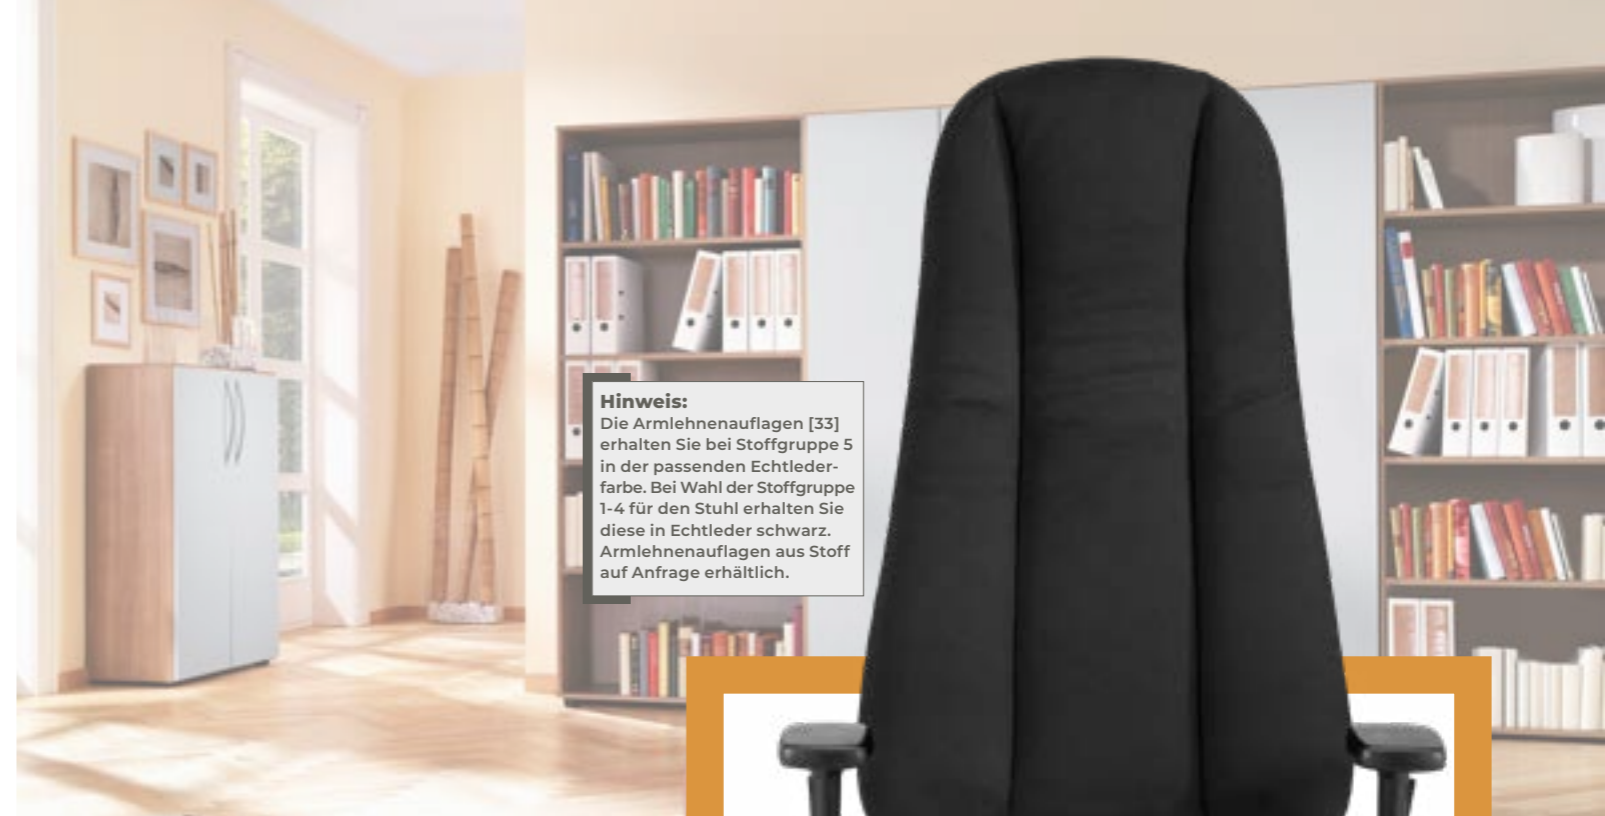 Hinweis:
Die Armlehnenauflagen [33]
erhalten Sie bei Stoffgruppe 5
in der passenden Echtleder-
farbe. Bei Wahl der Stoffgruppe
1-4 für den Stuhl erhalten Sie
diese in Echtleder schwarz.
Armlehnenauflagen aus Stoff
auf Anfrage erhältlich.